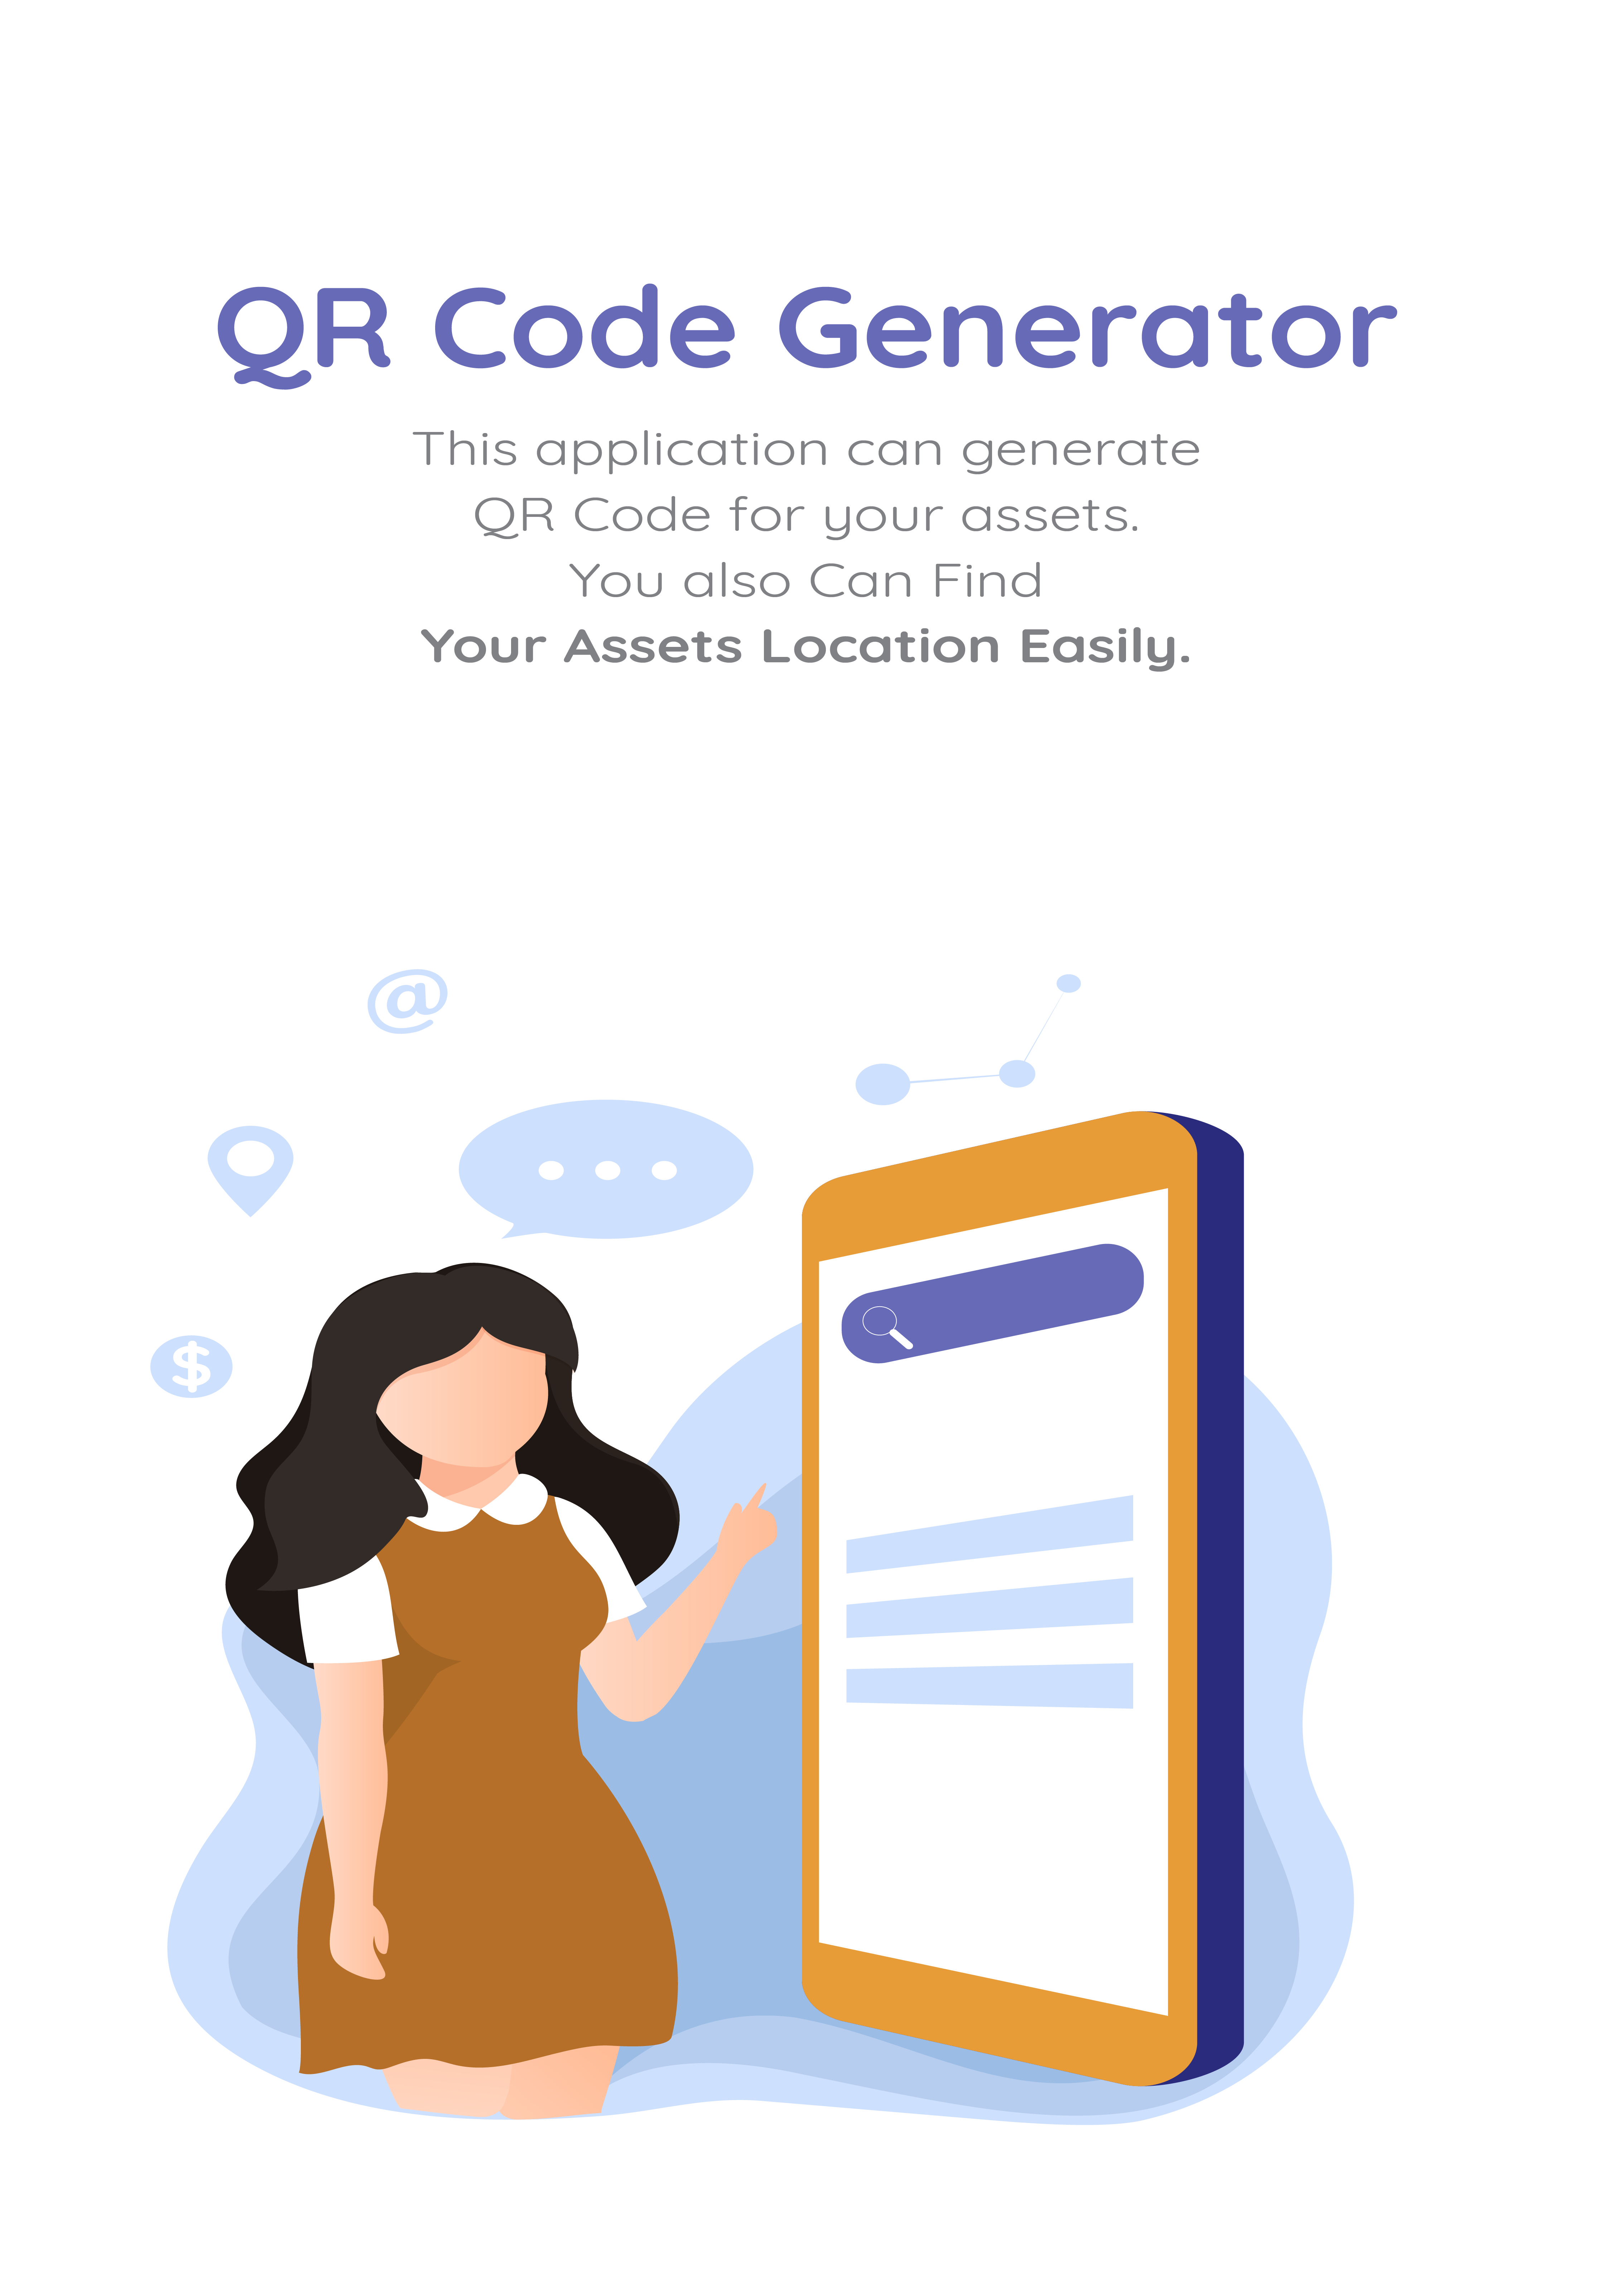 QR Code Generator
This application can generate
QR Code for your assets.
You also Can Find
Your Assets Location Easily.
@
$